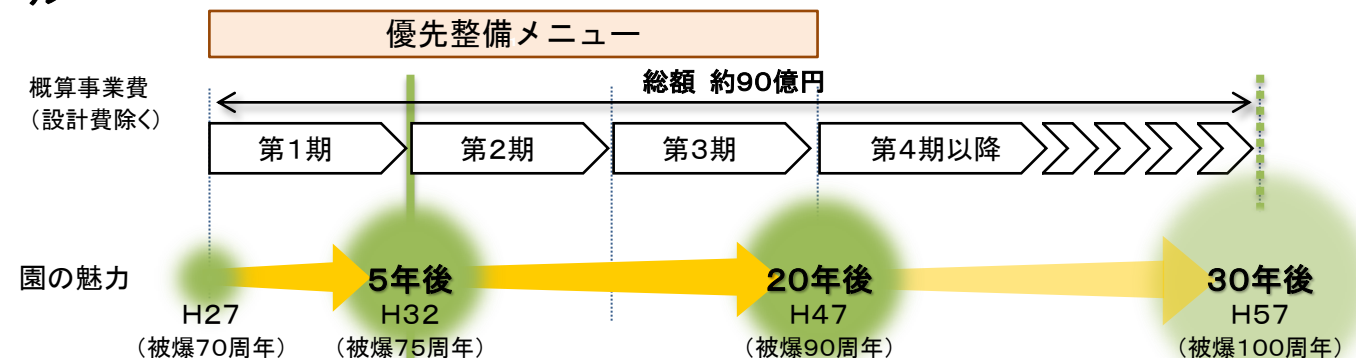 ル
優先整備メニュー
概算事業費
（設計費除く）
総額 約90億円
第１期
第２期
第３期
第４期以降
園の魅力
5年後
20年後
30年後
H27
H32
H47
H57
（被爆70周年）
（被爆75周年）
（被爆90周年）
（被爆100周年）